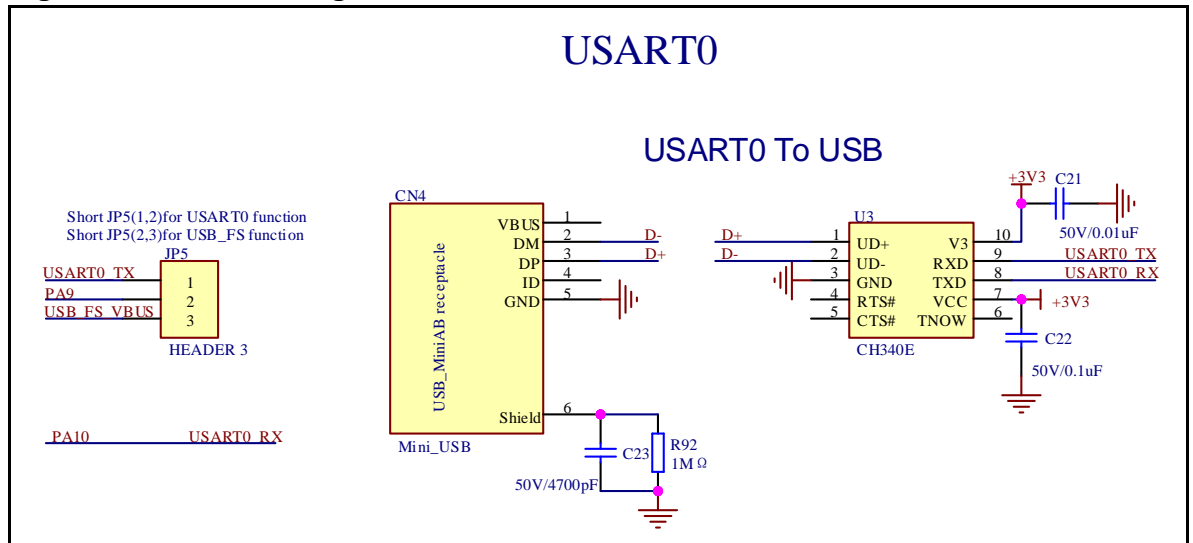 USART0
USART0 To USB
Short JP5(1,2)for USART0 function
Short JP5(2,3)for USB_FS function
JP5
USART0_TX
1
PA9
2
USB_FS_VBUS
3
HEADER 3
PA10
USART0_RX
CN4
USB_MiniAB receptacle
VBUS
1
DM
2
D-
DP
3
D+
ID
4
GND
5
Shield
6
Mini_USB
C23
50V/4700pF
R92
1M Ω
U3
D+
1
UD+
D-
2
UD-
3
GND
4
RTS#
5
CTS#
V3
10
RXD
9
USART0_TX
TXD
8
USART0_RX
VCC
7
+3V3
TNOW
6
CH340E
+3V3
C21
50V/0.01uF
C22
50V/0.1uF